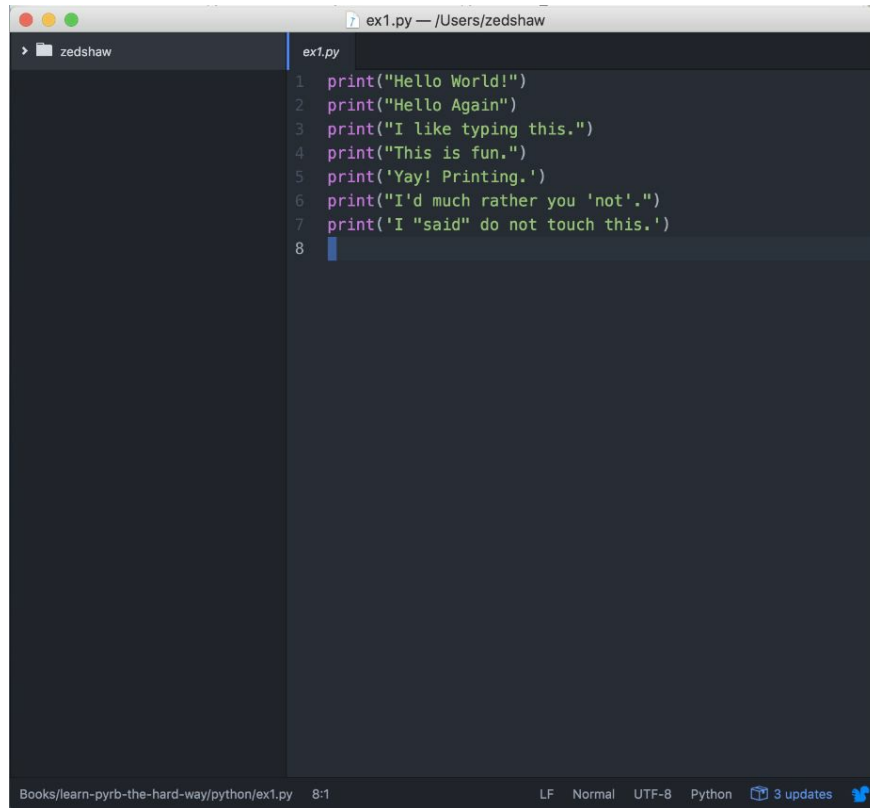 ex1.py — /Users/zedshaw
zedshaw
ex1.py
1 print("Hello World!")
2 print("Hello Again")
3 print("I like typing this.")
4 print("This is fun.")
5 print('Yay! Printing.')
6 print("I'd much rather you 'not'.")
7 print('I "said" do not touch this.')
8
Books/learn-pyrb-the-hard-way/python/ex1.py 8:1 LF Normal UTF-8 Python 3 updates